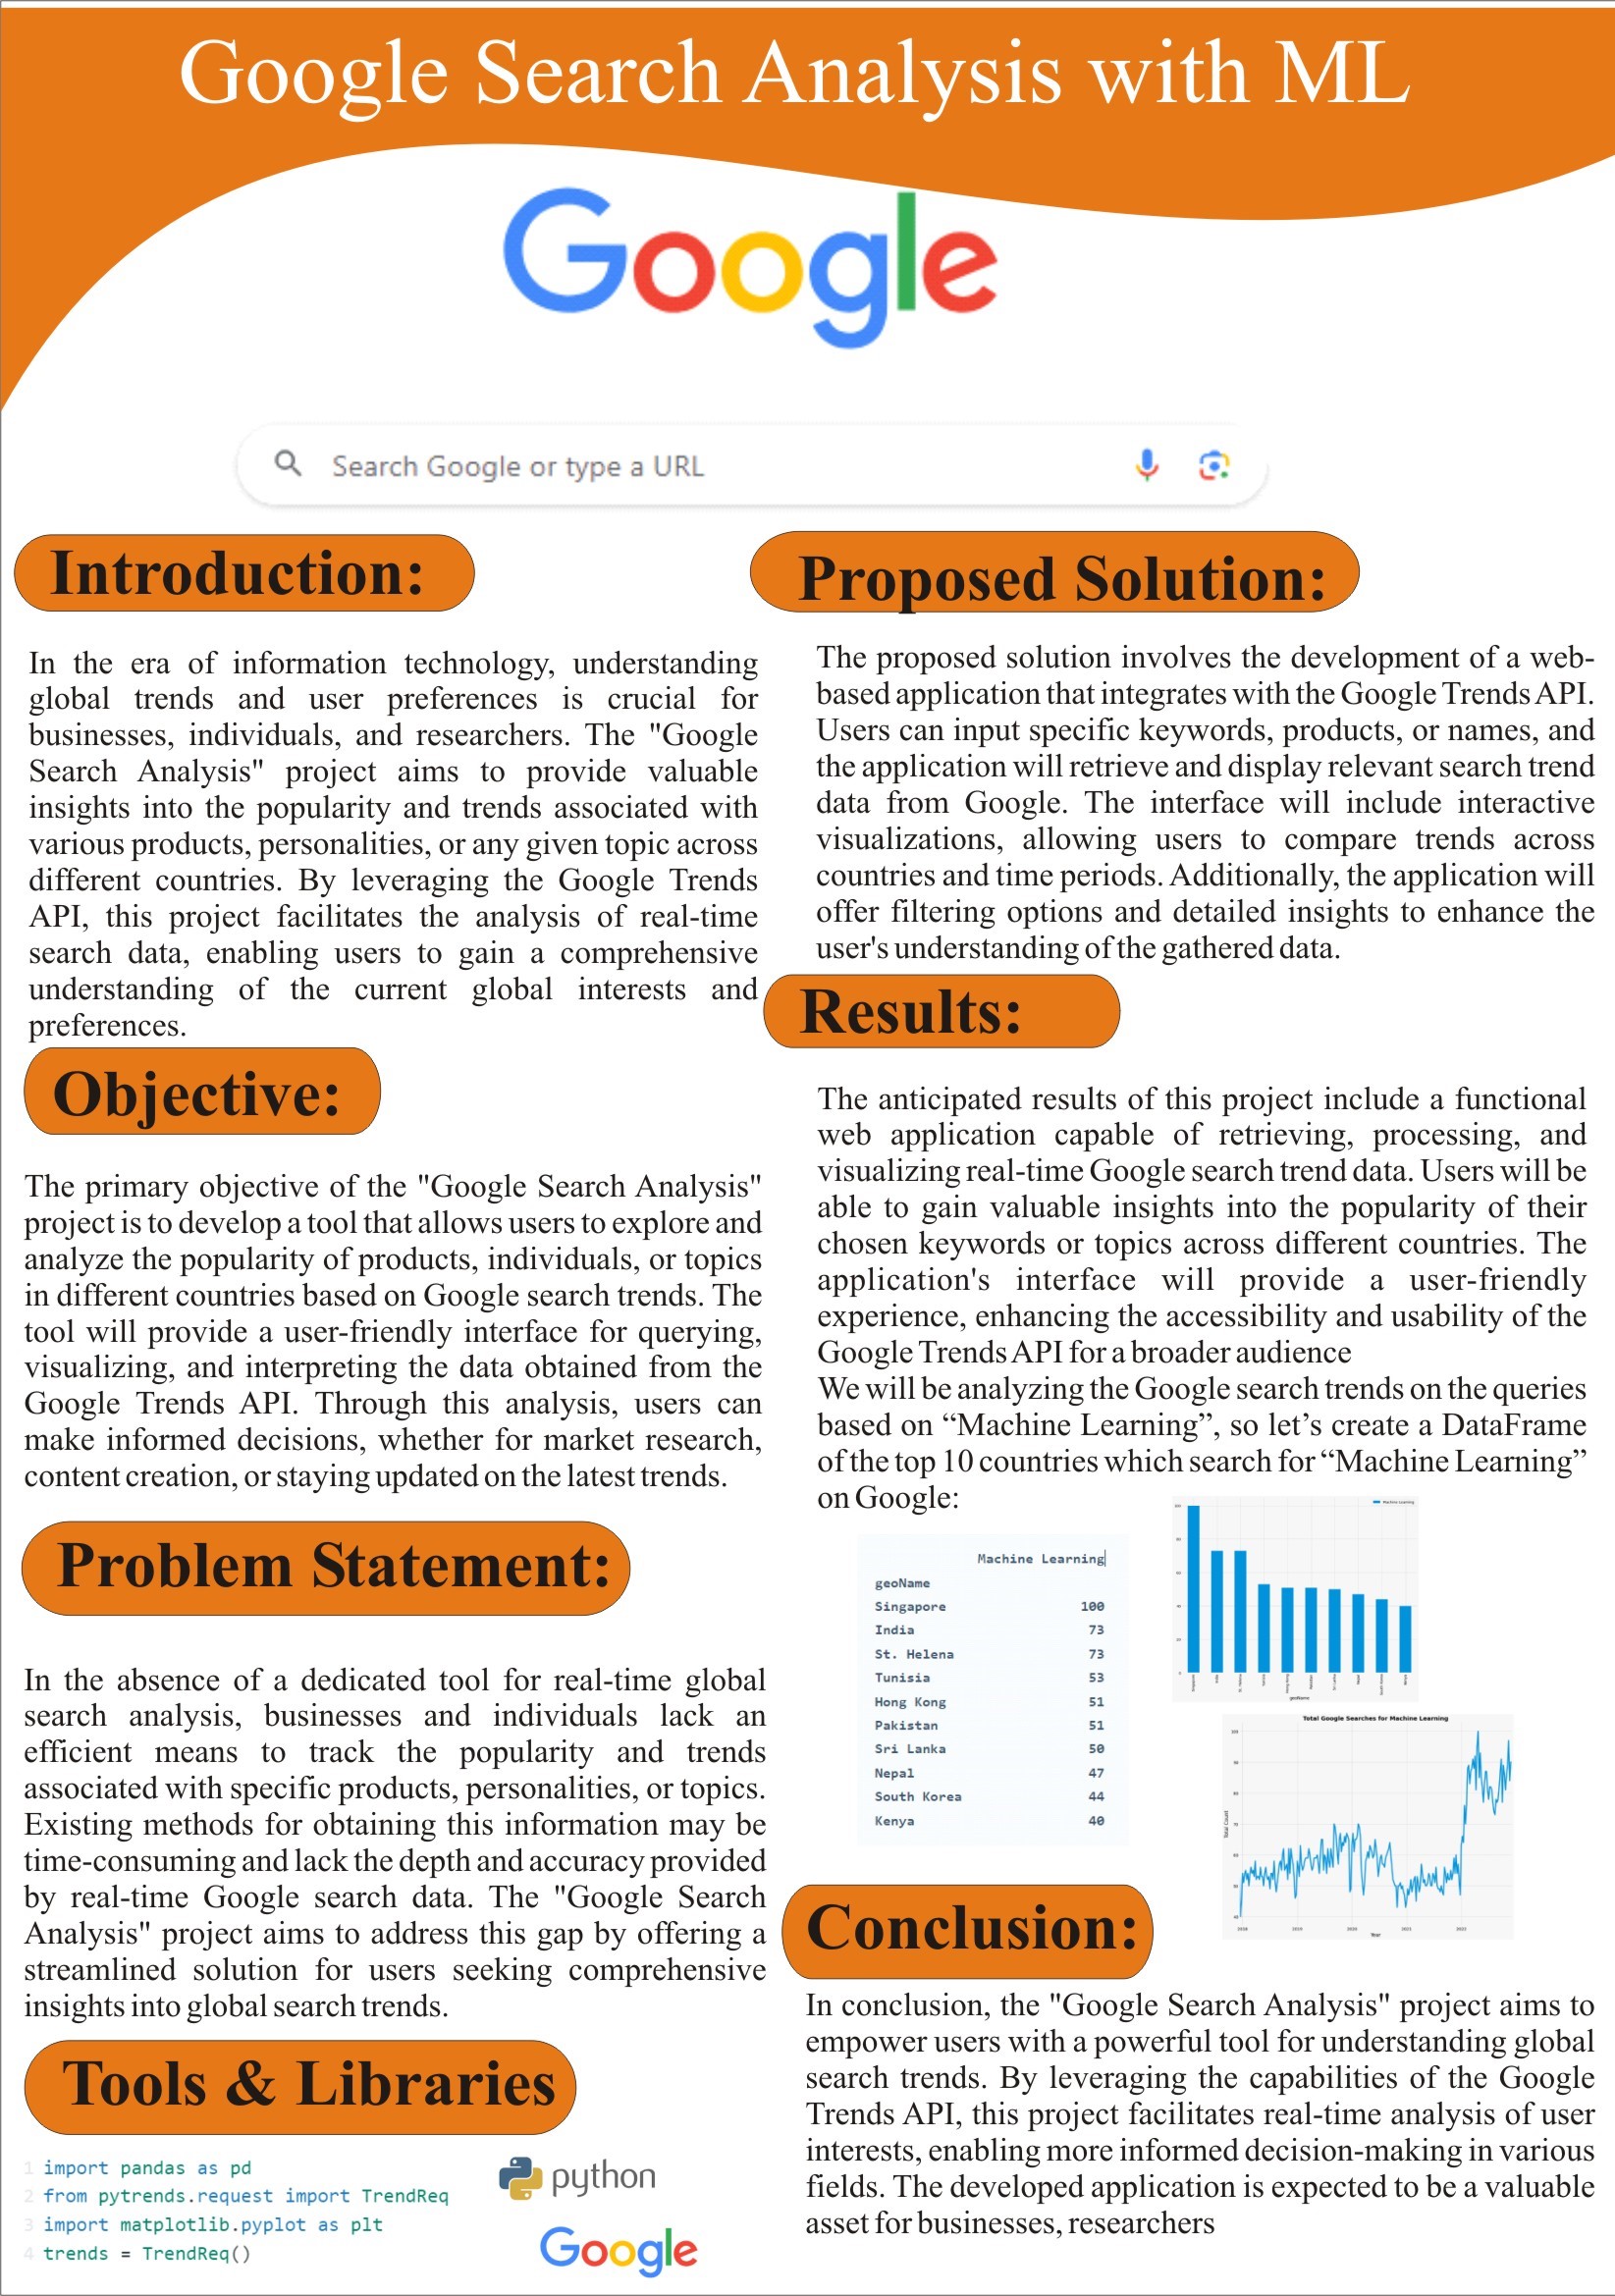 Google Search Analysis with ML
Google
Search Google or type a URL
Introduction:
In the era of information technology, understanding
global trends and user preferences is crucial for
businesses, individuals, and researchers. The "Google
Search Analysis" project aims to provide valuable
insights into the popularity and trends associated with
various products, personalities, or any given topic across
different countries. By leveraging the Google Trends
API, this project facilitates the analysis of real-time
search data, enabling users to gain a comprehensive
understanding of the current global interests and
preferences.
Objective:
The primary objective of the "Google Search Analysis"
project is to develop a tool that allows users to explore and
analyze the popularity of products, individuals, or topics
in different countries based on Google search trends. The
tool will provide a user-friendly interface for querying,
visualizing, and interpreting the data obtained from the
Google Trends API. Through this analysis, users can
make informed decisions, whether for market research,
content creation, or staying updated on the latest trends.
Problem Statement:
In the absence of a dedicated tool for real-time global
search analysis, businesses and individuals lack an
efficient means to track the popularity and trends
associated with specific products, personalities, or topics.
Existing methods for obtaining this information may be
time-consuming and lack the depth and accuracy provided
by real-time Google search data. The "Google Search
Analysis" project aims to address this gap by offering a
streamlined solution for users seeking comprehensive
insights into global search trends.
Tools & Libraries
1 import pandas as pd
2 from pytrends.request import TrendReq
3 import matplotlib.pyplot as plt
4 trends = TrendReq()
python
Google
Proposed Solution:
The proposed solution involves the development of a web-
based application that integrates with the Google Trends API.
Users can input specific keywords, products, or names, and
the application will retrieve and display relevant search trend
data from Google. The interface will include interactive
visualizations, allowing users to compare trends across
countries and time periods. Additionally, the application will
offer filtering options and detailed insights to enhance the
user's understanding of the gathered data.
Results:
The anticipated results of this project include a functional
web application capable of retrieving, processing, and
visualizing real-time Google search trend data. Users will be
able to gain valuable insights into the popularity of their
chosen keywords or topics across different countries. The
application's interface will provide a user-friendly
experience, enhancing the accessibility and usability of the
Google Trends API for a broader audience
We will be analyzing the Google search trends on the queries
based on “Machine Learning”, so let’s create a DataFrame
of the top 10 countries which search for “Machine Learning”
on Google:
Machine Learning
geoName
Singapore 100
India 73
St. Helena 73
Tunisia 53
Hong Kong 51
Pakistan 51
Sri Lanka 50
Nepal 47
South Korea 44
Kenya 40
Machine Learning
geoName
Total Google Searches for Machine Learning
Total Count
2018 2019 2020 2021 2022
Year
Conclusion:
In conclusion, the "Google Search Analysis" project aims to
empower users with a powerful tool for understanding global
search trends. By leveraging the capabilities of the Google
Trends API, this project facilitates real-time analysis of user
interests, enabling more informed decision-making in various
fields. The developed application is expected to be a valuable
asset for businesses, researchers